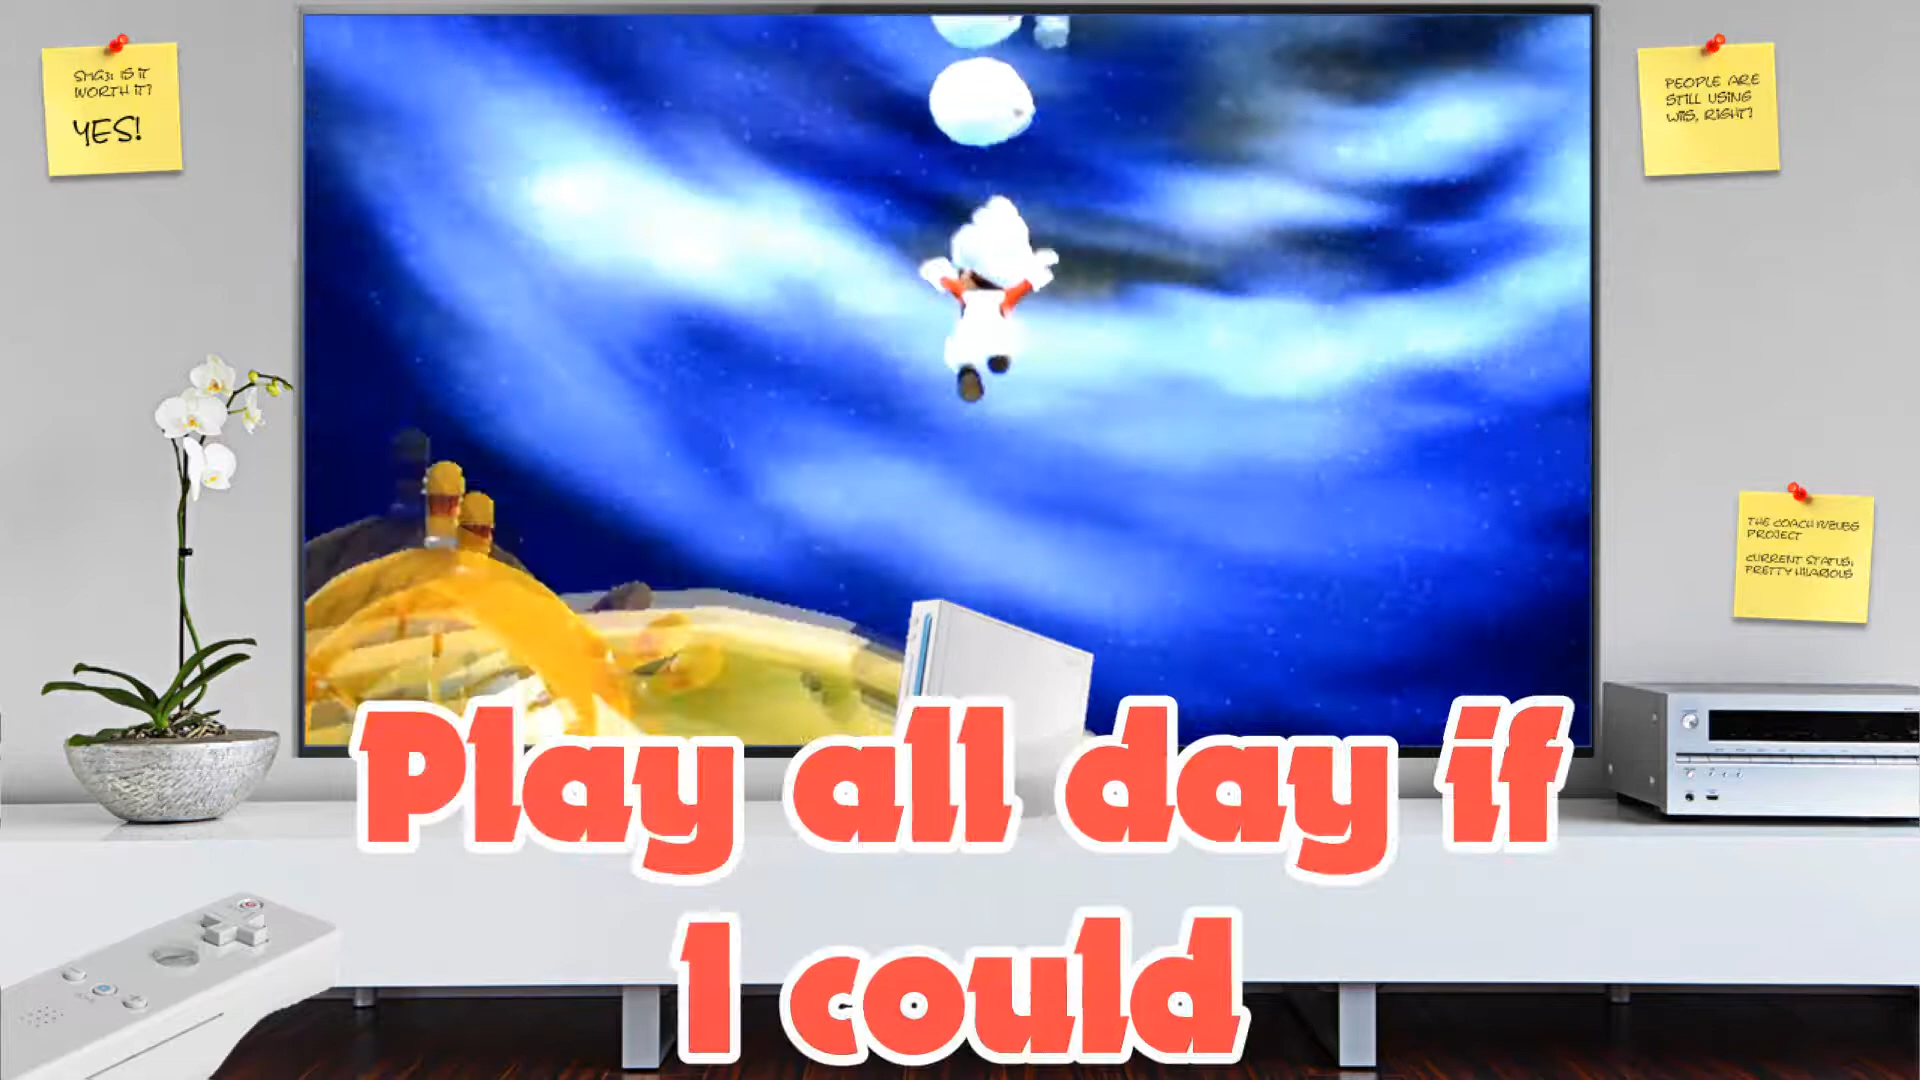 SMG3: IS IT
WORTH IT?
YES!
PEOPLE ARE
STILL USING
WIIS, RIGHT?
THE COACH N/BUBS
PROJECT
CURRENT STATUS:
PRETTY HILARIOUS
Play all day if
I could